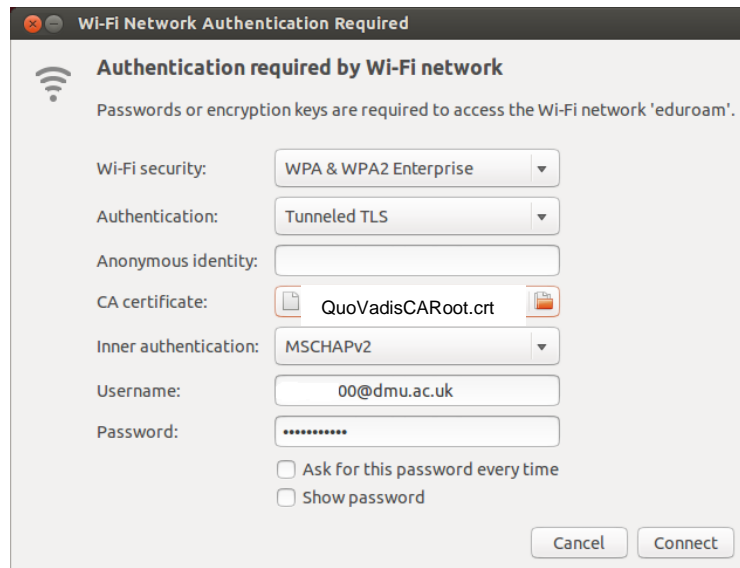 Wi-Fi Network Authentication Required
Authentication required by Wi-Fi network
Passwords or encryption keys are required to access the Wi-Fi network 'eduroam'.
Wi-Fi security: WPA & WPA2 Enterprise
Authentication: Tunneled TLS
Anonymous identity:
CA certificate: QuoVadisCARoot.crt
Inner authentication: MSCHAPv2
Username: 00@dmu.ac.uk
Password: •••••••••••
Ask for this password every time
Show password
Cancel Connect